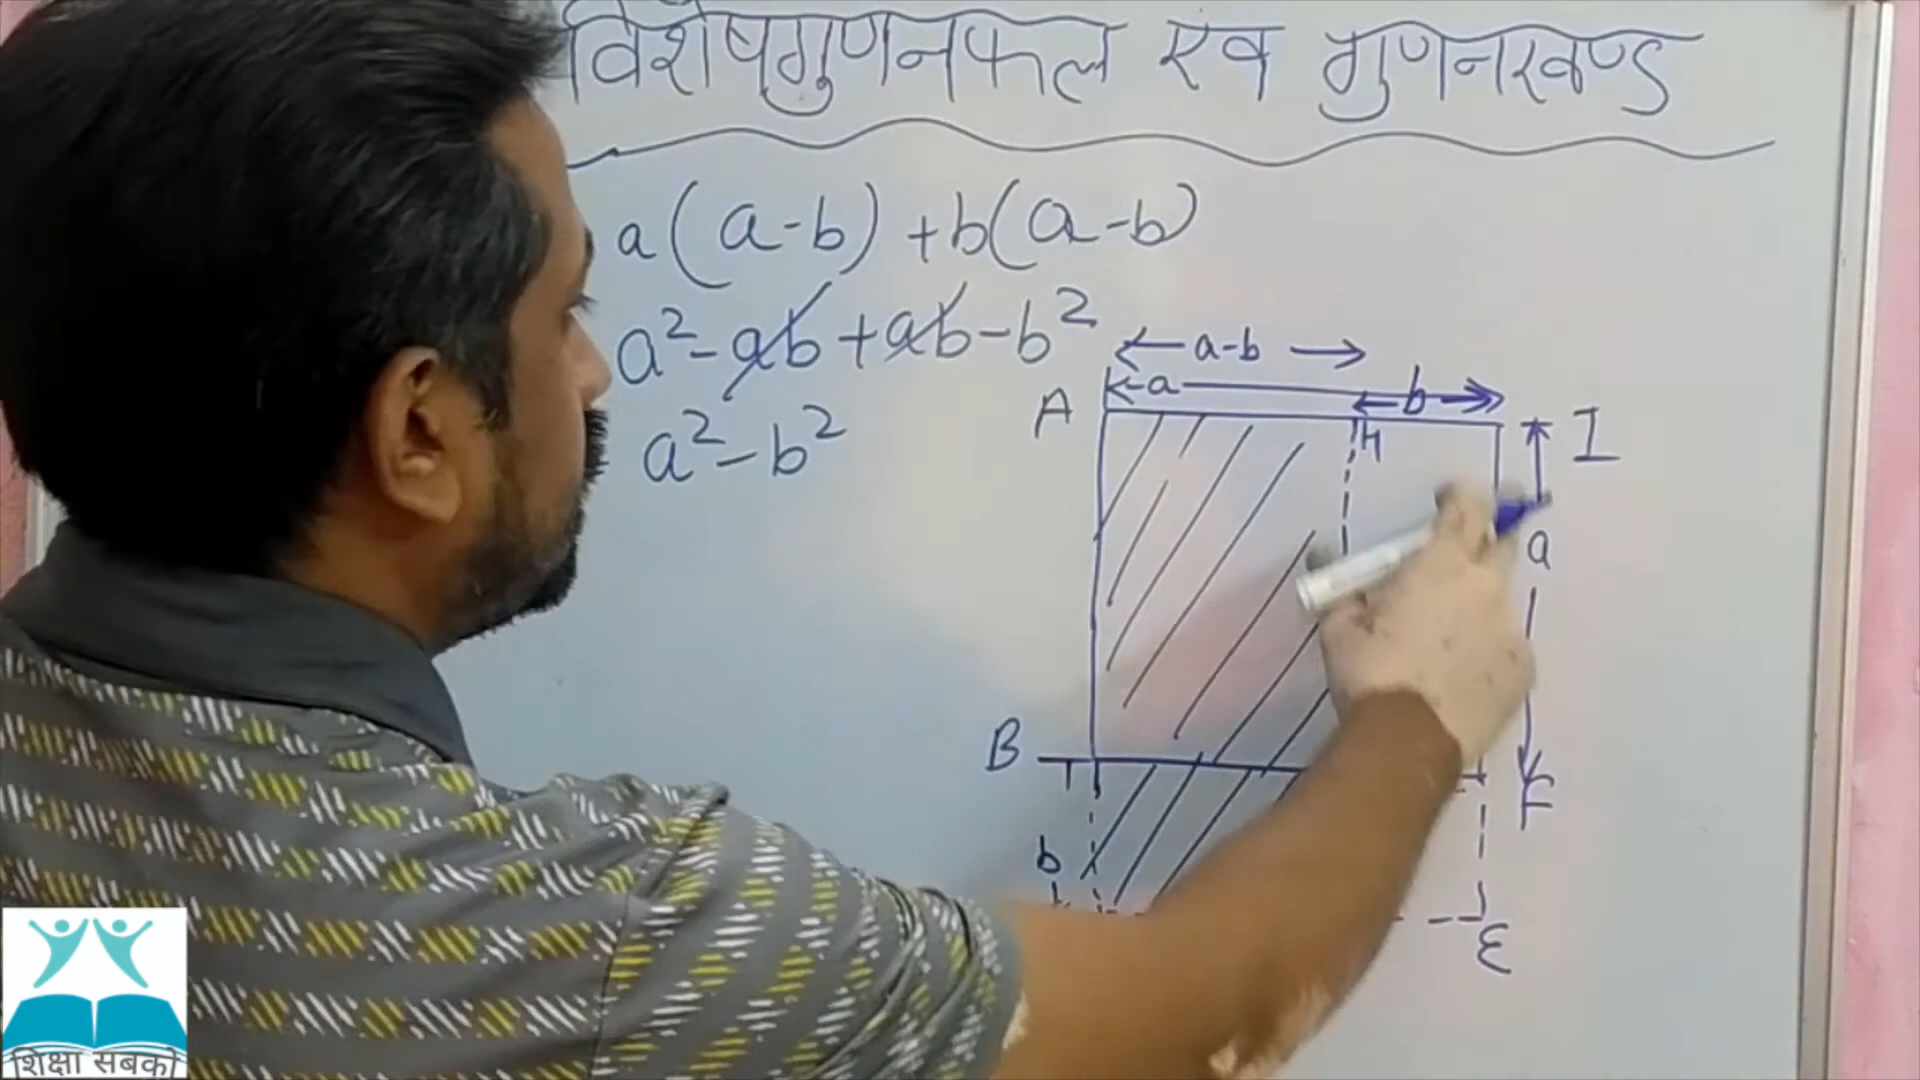 विशेषगुणनफल एव गुणनखण्ड
a(a-b)+b(a-b)
a²-ab+ab-b²
a²-b²
a-b
a
b
A
H
I
a
B
F
b
E
शिक्षा सबको